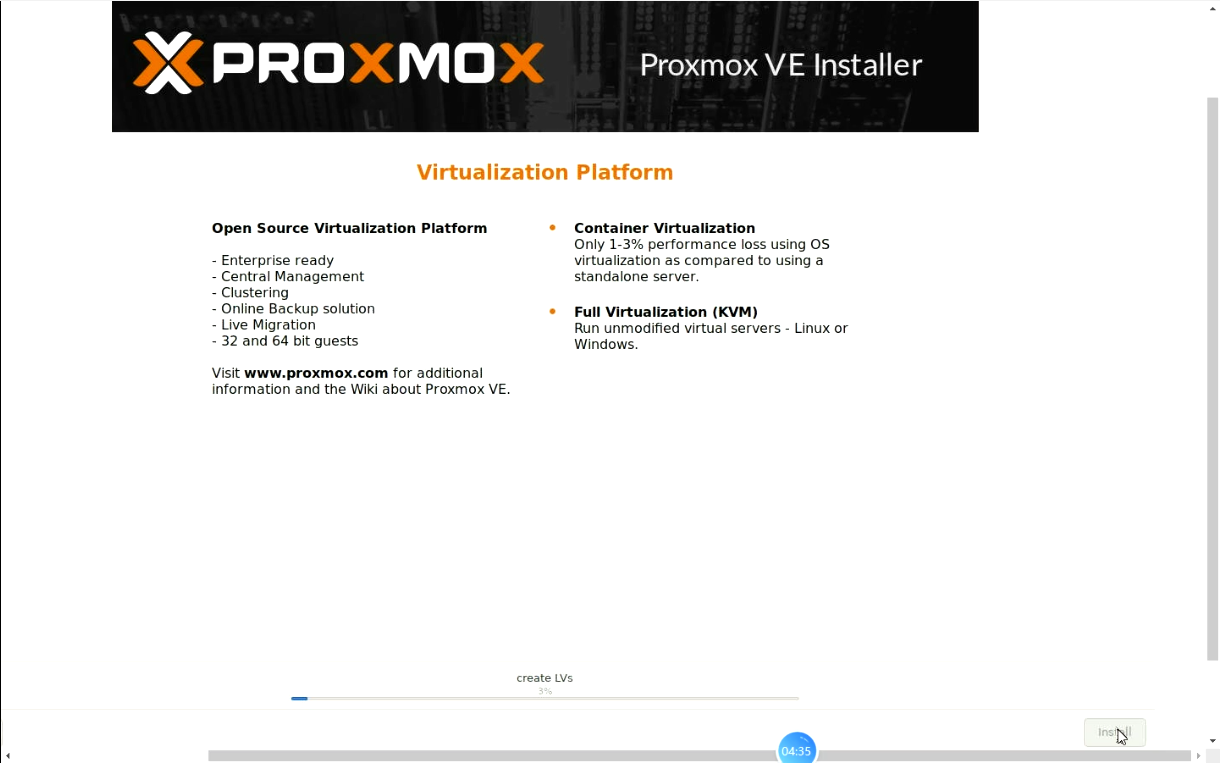 PROXMOX
Proxmox VE Installer
Virtualization Platform
Open Source Virtualization Platform
- Enterprise ready
- Central Management
- Clustering
- Online Backup solution
- Live Migration
- 32 and 64 bit guests
Visit www.proxmox.com for additional
information and the Wiki about Proxmox VE.
• Container Virtualization
Only 1-3% performance loss using OS
virtualization as compared to using a
standalone server.
• Full Virtualization (KVM)
Run unmodified virtual servers - Linux or
Windows.
create LVs
3%
Install
04:35